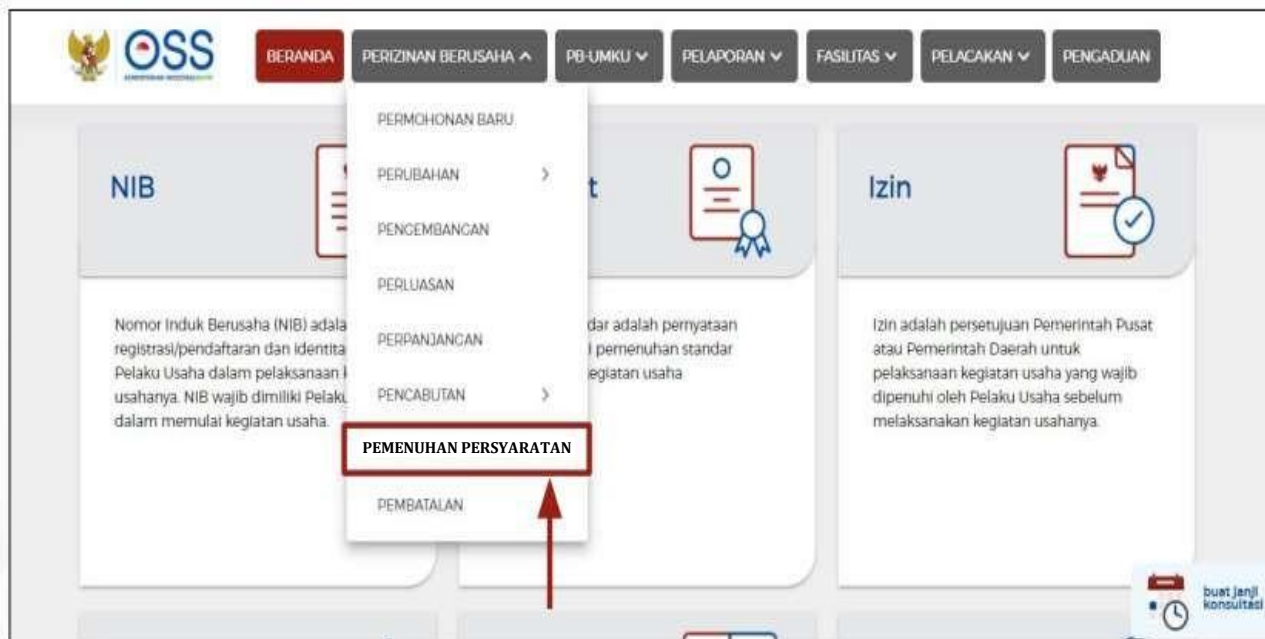 OSS
BERANDA
PERIZINAN BERUSAHA
PB-UMKU
PELAPORAN
FASILITAS
PELACAKAN
PENGADUAN
PERMOHONAN BARU
PERUBAHAN
PENGEMBANGAN
PERLUASAN
PERPANJANGAN
PENCABUTAN
PEMENUHAN PERSYARATAN
PEMBATALAN
NIB
Nomor Induk Berusaha (NIB) adala
registrasi/pendaftaran dan identita
Pelaku Usaha dalam pelaksanaan k
usahanya. NIB wajib dimiliki Pelaku
dalam memulai kegiatan usaha.
t
dar adalah pernyataan
i pemenuhan standar
egiatan usaha
Izin
Izin adalah persetujuan Pemerintah Pusat
atau Pemerintah Daerah untuk
pelaksanaan kegiatan usaha yang wajib
dipenuhi oleh Pelaku Usaha sebelum
melaksanakan kegiatan usahanya.
buat janji
konsultasi